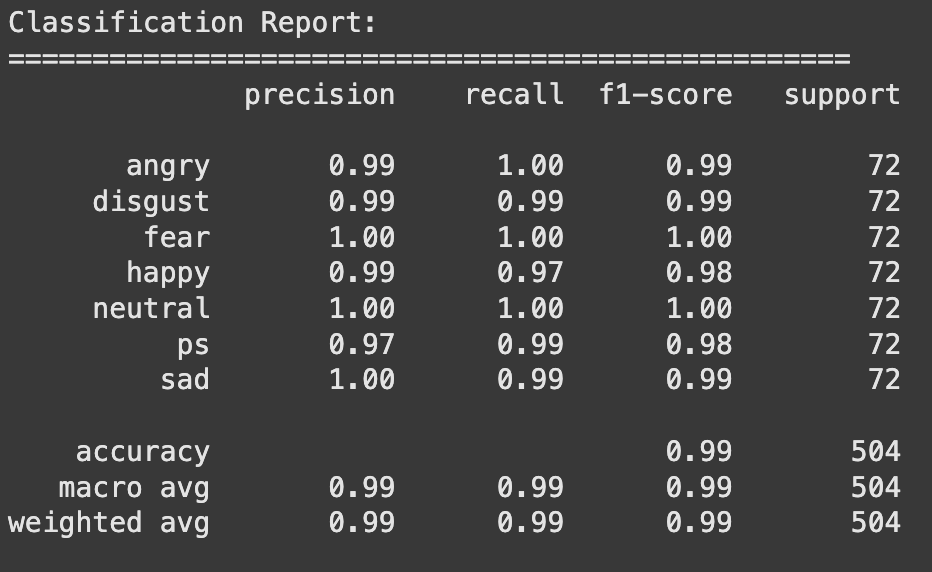 Classification Report:
==================================================
precision recall f1-score support
angry 0.99 1.00 0.99 72
disgust 0.99 0.99 0.99 72
fear 1.00 1.00 1.00 72
happy 0.99 0.97 0.98 72
neutral 1.00 1.00 1.00 72
ps 0.97 0.99 0.98 72
sad 1.00 0.99 0.99 72
accuracy 0.99 504
macro avg 0.99 0.99 0.99 504
weighted avg 0.99 0.99 0.99 504